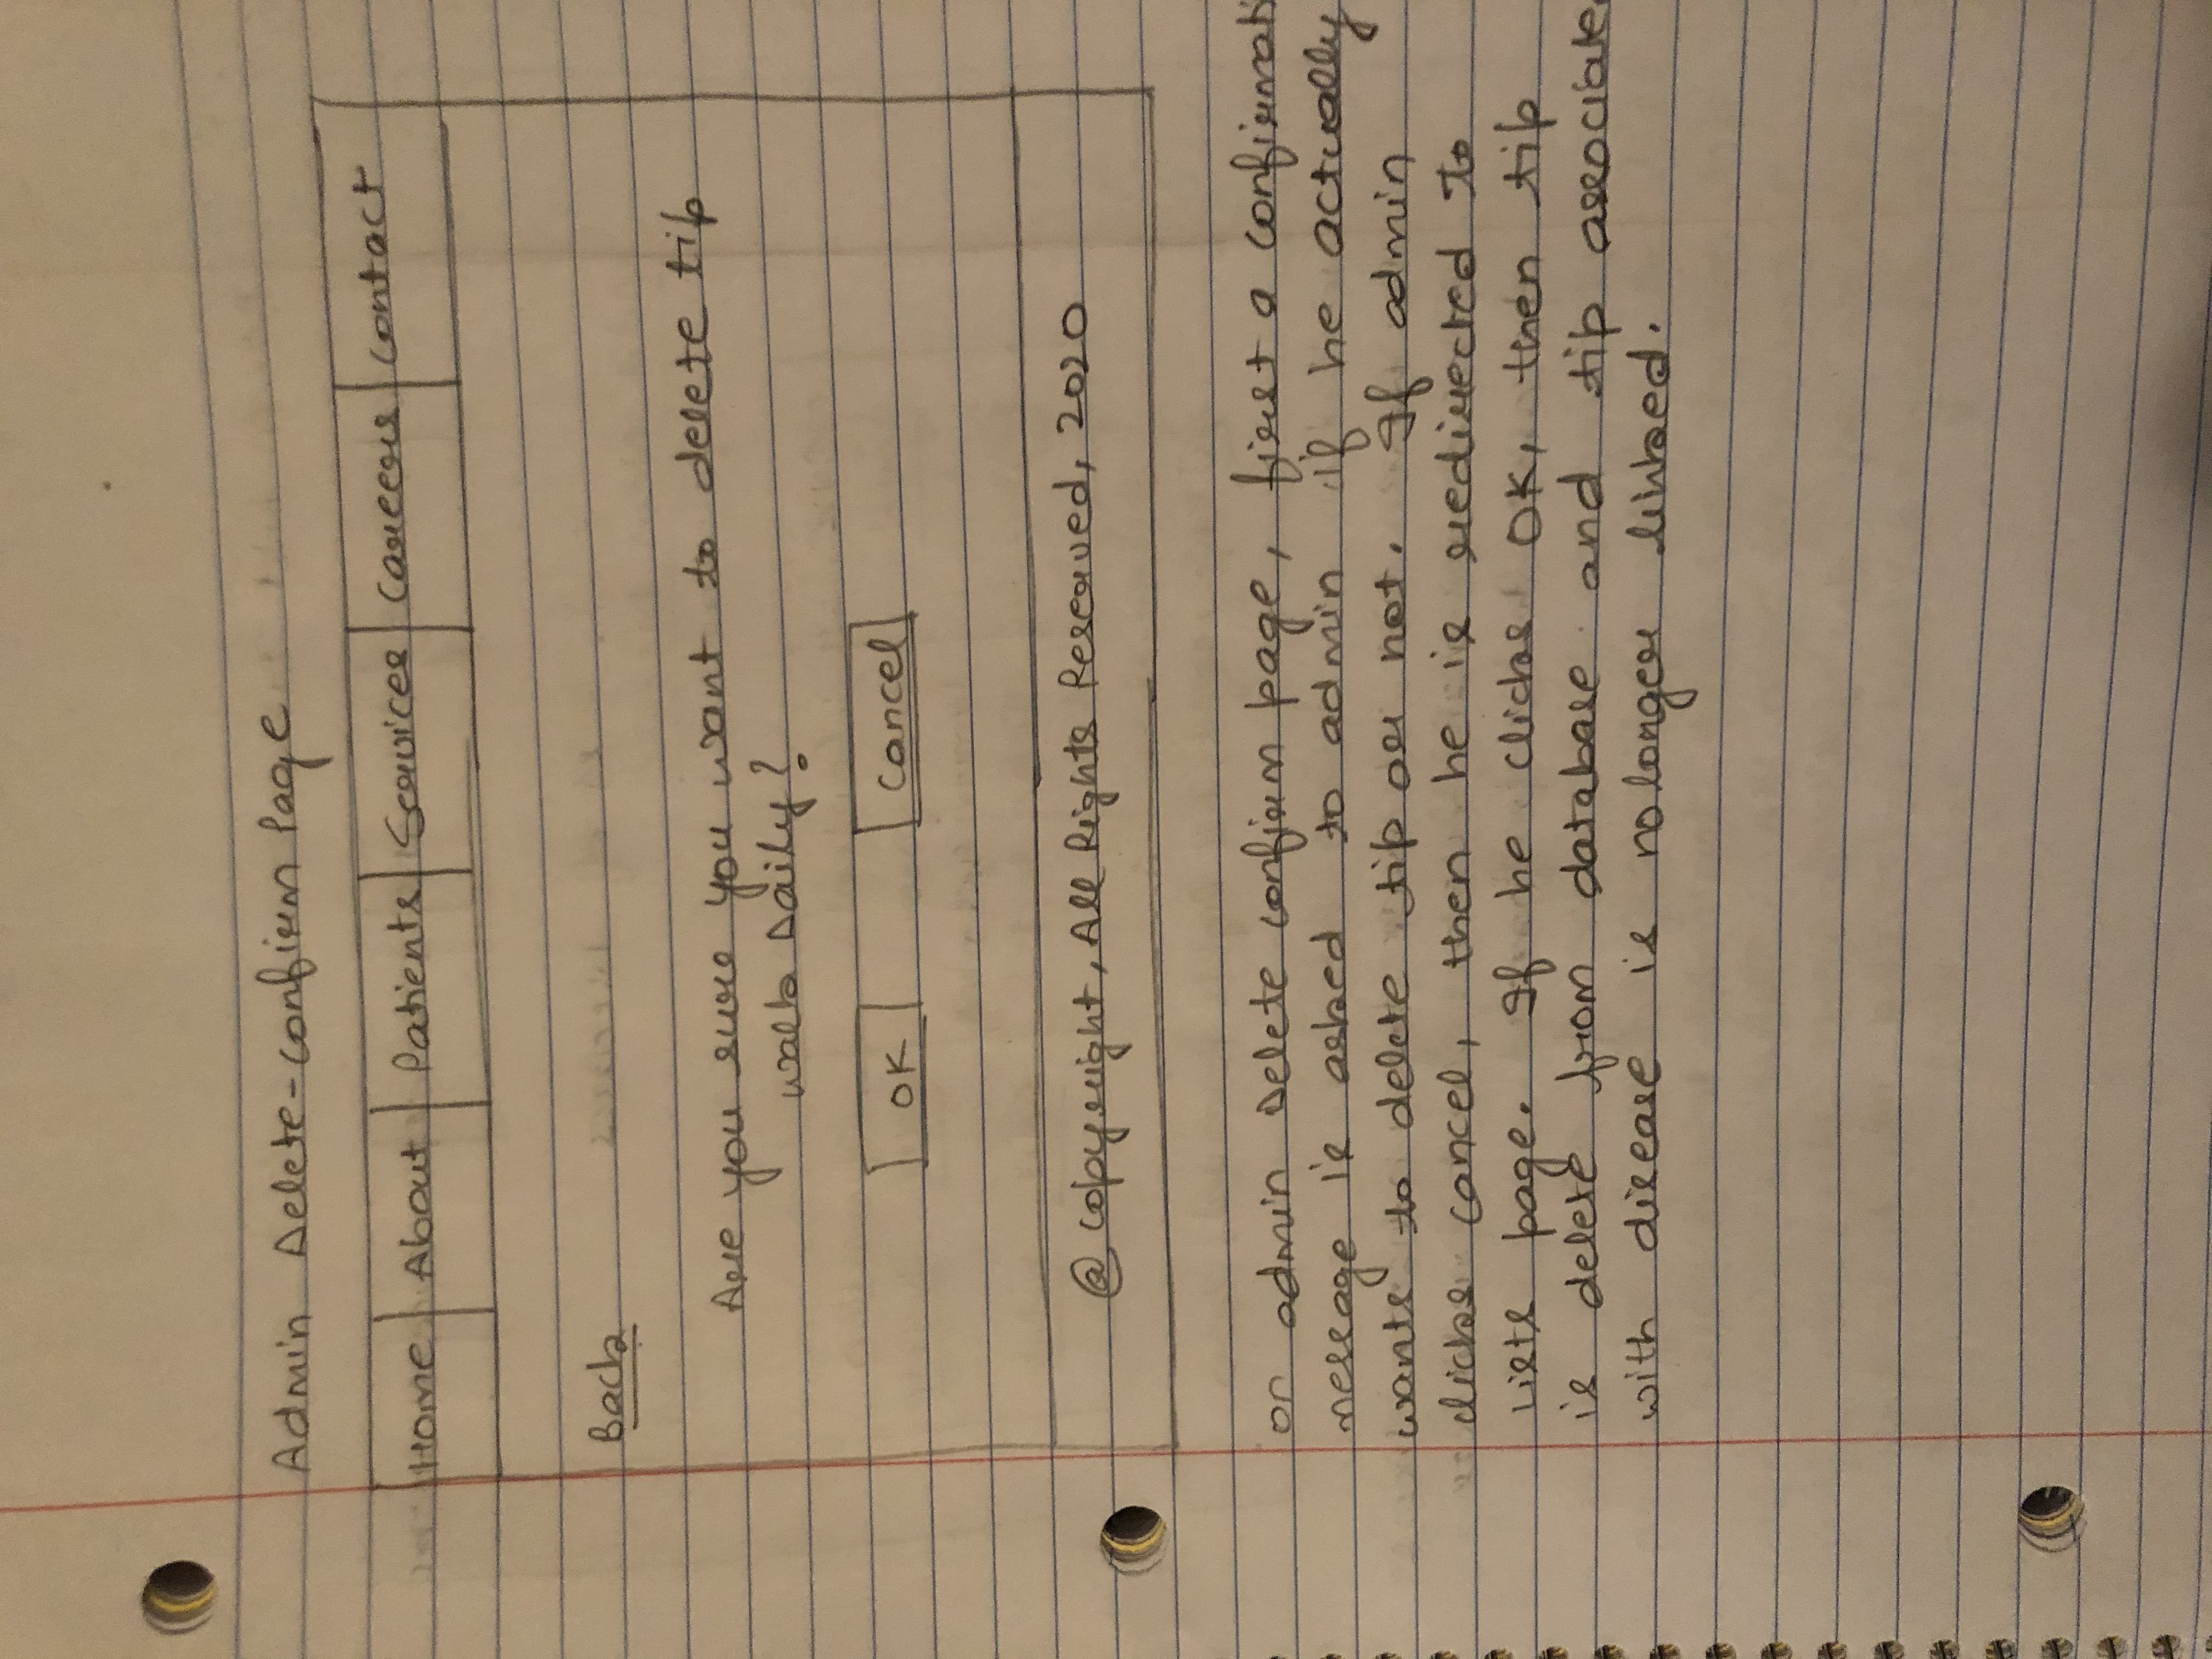 Admin Delete-confirm Page
Home About Patients Services Careers Contact
Back
Are you sure you want to delete tip
walk Daily?
OK Cancel
@ copyright, All Rights Reserved, 2020
on admin Delete confirm page, first a confirmati
message is asked to admin if he actually
wants to delete tip or not. If admin
clicks cancel, then he is redirected to
Lists page. If he clicks OK, then tip
is delete from database and tip associate
with disease is no longer linked.